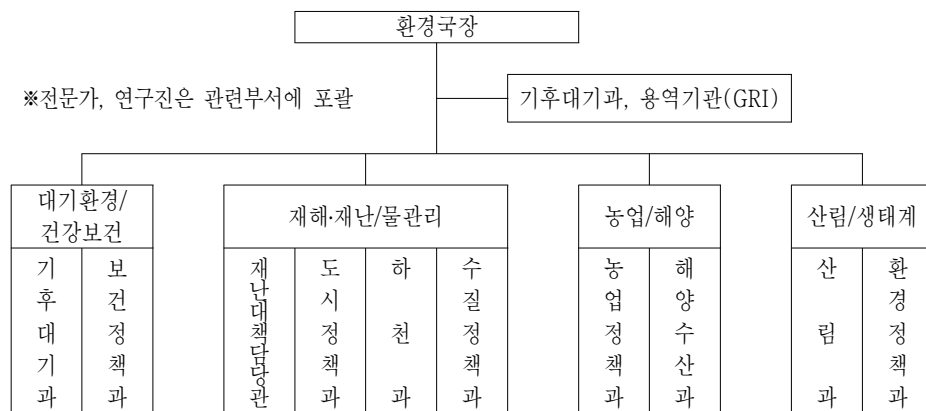 환경국장
※전문가, 연구진은 관련부서에 포괄
기후대기과, 용역기관(GRI)
대기환경/
건강보건
재해·재난/물관리
농업/해양
산림/생태계
기후대기과
보건정책과
재난대책담당관
도시정책과
하천과
수질정책과
농업정책과
해양수산과
산림과
환경정책과